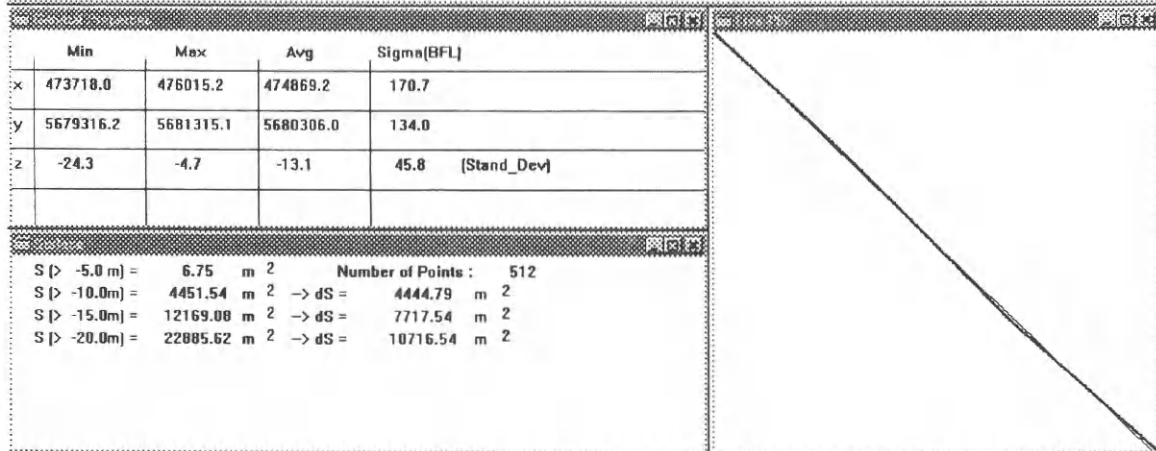 Min Max Avg Sigma(BFL)
x 473718.0 476015.2 474869.2 170.7
y 5679316.2 5681315.1 5680306.0 134.0
z -24.3 -4.7 -13.1 45.8 (Stand_Dev)
S (> -5.0 m) = 6.75 m 2 Number of Points : 512
S (> -10.0m) = 4451.54 m 2 -> dS = 4444.79 m 2
S (> -15.0m) = 12169.08 m 2 -> dS = 7717.54 m 2
S (> -20.0m) = 22885.62 m 2 -> dS = 10716.54 m 2